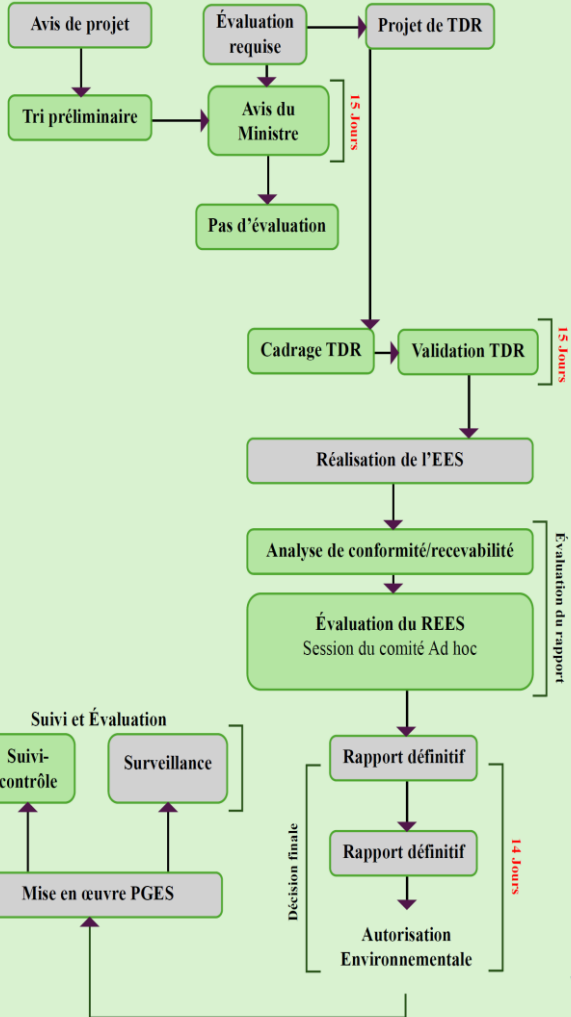 Avis de projet
Évaluation
requise
Projet de TDR
Tri préliminaire
Avis du
Ministre
15 Jours
Pas d'évaluation
Cadrage TDR
Validation TDR
15 Jours
Réalisation de l'EES
Analyse de conformité/recevabilité
Évaluation du REES
Session du comité Ad hoc
Évaluation du rapport
Suivi et Évaluation
Suivi-
contrôle
Surveillance
Rapport définitif
Rapport définitif
Décision finale
14 Jours
Mise en œuvre PGES
Autorisation
Environnementale